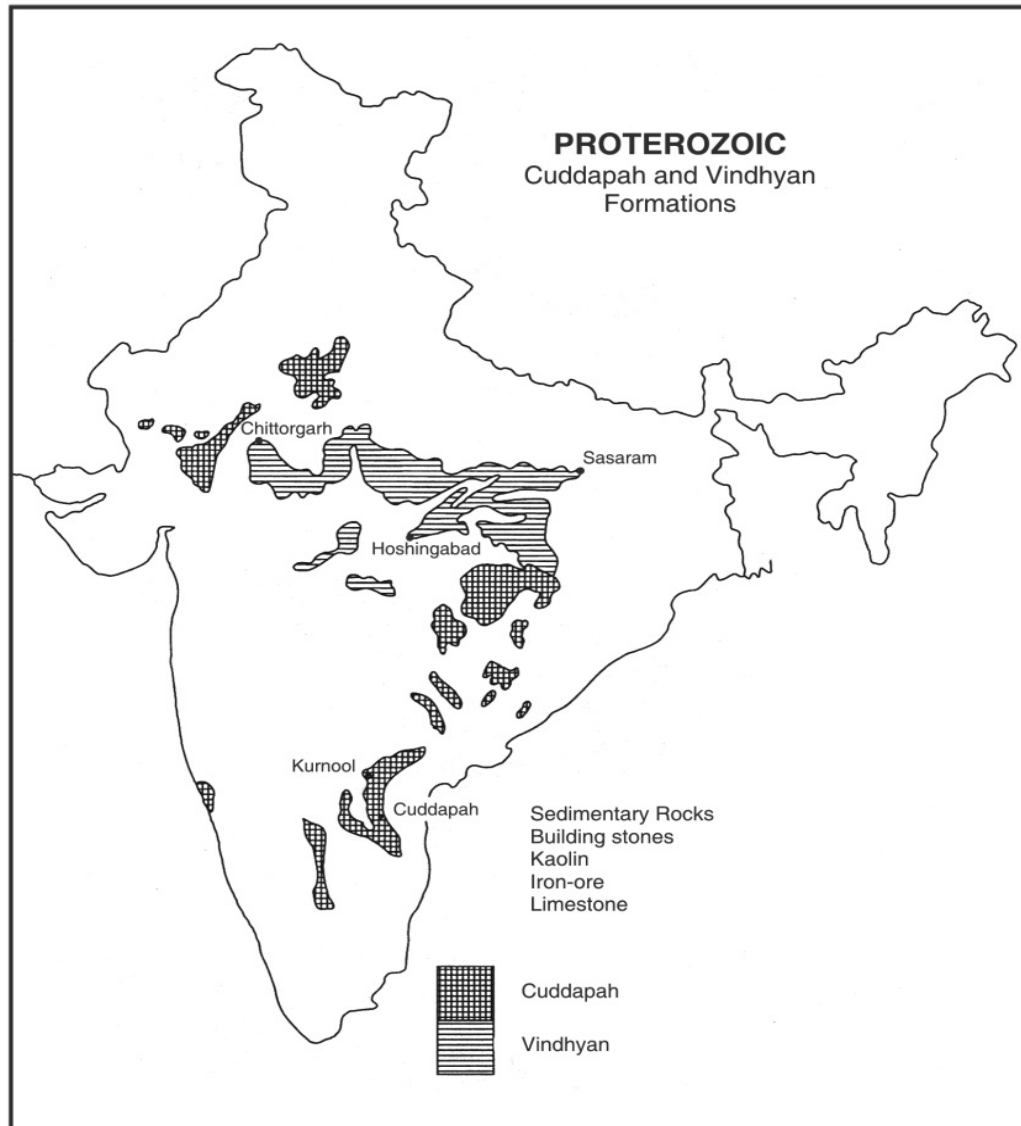 PROTEROZOIC
Cuddapah and Vindhyan
Formations
Chittorgarh
Sasaram
Hoshingabad
Kurnool
Cuddapah
Sedimentary Rocks
Building stones
Kaolin
Iron-ore
Limestone
Cuddapah
Vindhyan